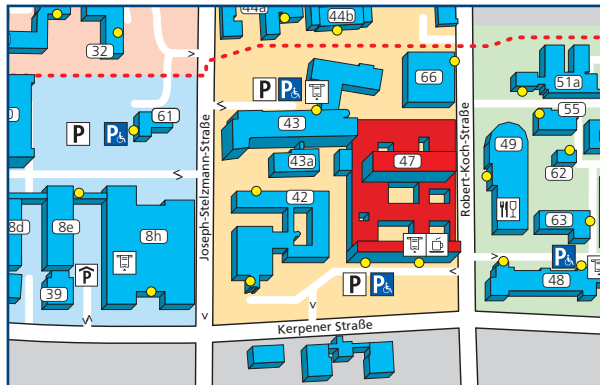 44a
44b
32
66
51a
P
P
55
61
P
P
43
49
43a
47
62
Joseph-Stelzmann-Straße
Robert-Koch-Straße
42
63
8d
8e
8h
39
P
P
P
48
Kerpener Straße